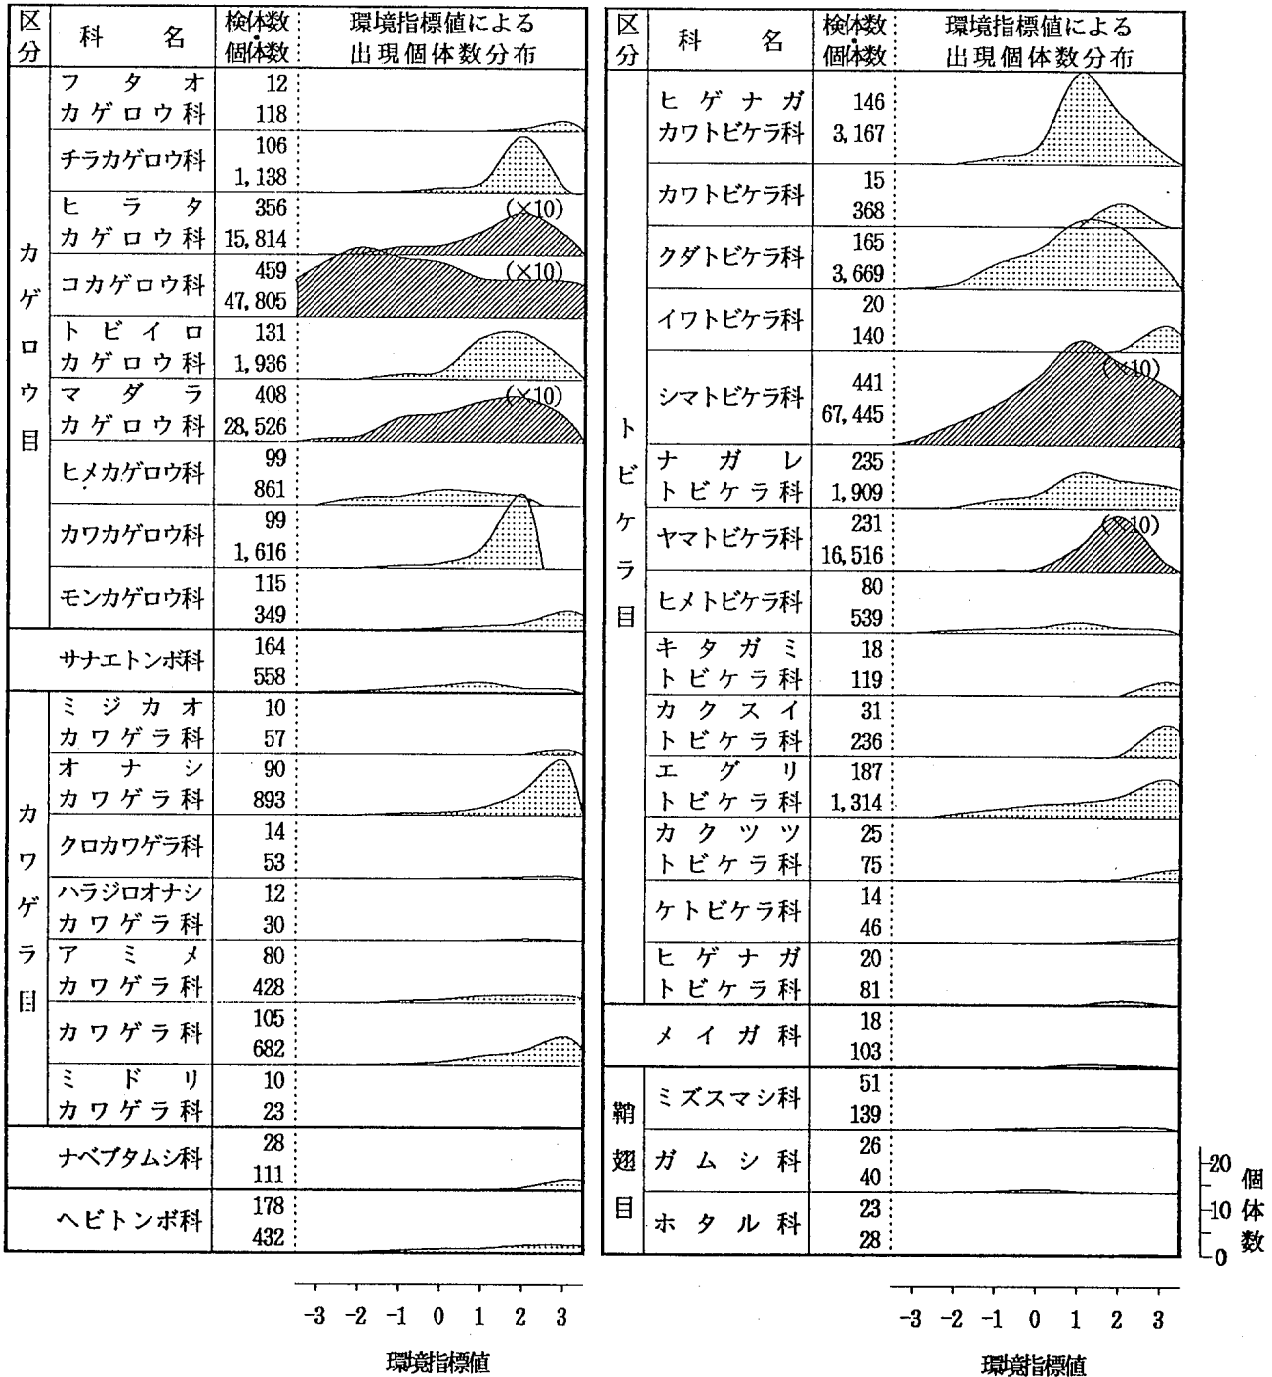 区分 科 名 検体数・個体数 環境指標値による出現個体数分布
カゲロウ目
フタオ 12
カゲロウ科 118
チラカゲロウ科 106
1,138
ヒラタ 356 (×10)
カゲロウ科 15,814
コカゲロウ科 459 (×10)
47,805
トビイロ 131
カゲロウ科 1,936
マダラ 408 (×10)
カゲロウ科 28,526
ヒメカゲロウ科 99
861
カワカゲロウ科 99
1,616
モンカゲロウ科 115
349
サナエトンボ科 164
558
カワゲラ目
ミジカオ 10
カワゲラ科 57
オナシ 90
カワゲラ科 893
クロカワゲラ科 14
53
ハラジロオナシ 12
カワゲラ科 30
アミメ 80
カワゲラ科 428
カワゲラ科 105
682
ミドリ 10
カワゲラ科 23
ナベブタムシ科 28
111
ヘビトンボ科 178
432
-3 -2 -1 0 1 2 3
環境指標値
区分 科 名 検体数・個体数 環境指標値による出現個体数分布
トビケラ目
ヒゲナガ 146
カワトビケラ科 3,167
カワトビケラ科 15
368
クダトビケラ科 165
3,669
イワトビケラ科 20
140
シマトビケラ科 441 (×10)
67,445
ナガレ 235
トビケラ科 1,909
ヤマトビケラ科 231 (×10)
16,516
ヒメトビケラ科 80
539
キタガミ 18
トビケラ科 119
カクスイ 31
トビケラ科 236
エグリ 187
トビケラ科 1,314
カクツツ 25
トビケラ科 75
ケトビケラ科 14
46
ヒゲナガ 20
トビケラ科 81
メイガ科 18
103
鞘翅目
ミズスマシ科 51
139
ガムシ科 26
40
ホタル科 23
28
20
10
0
個体数
-3 -2 -1 0 1 2 3
環境指標値